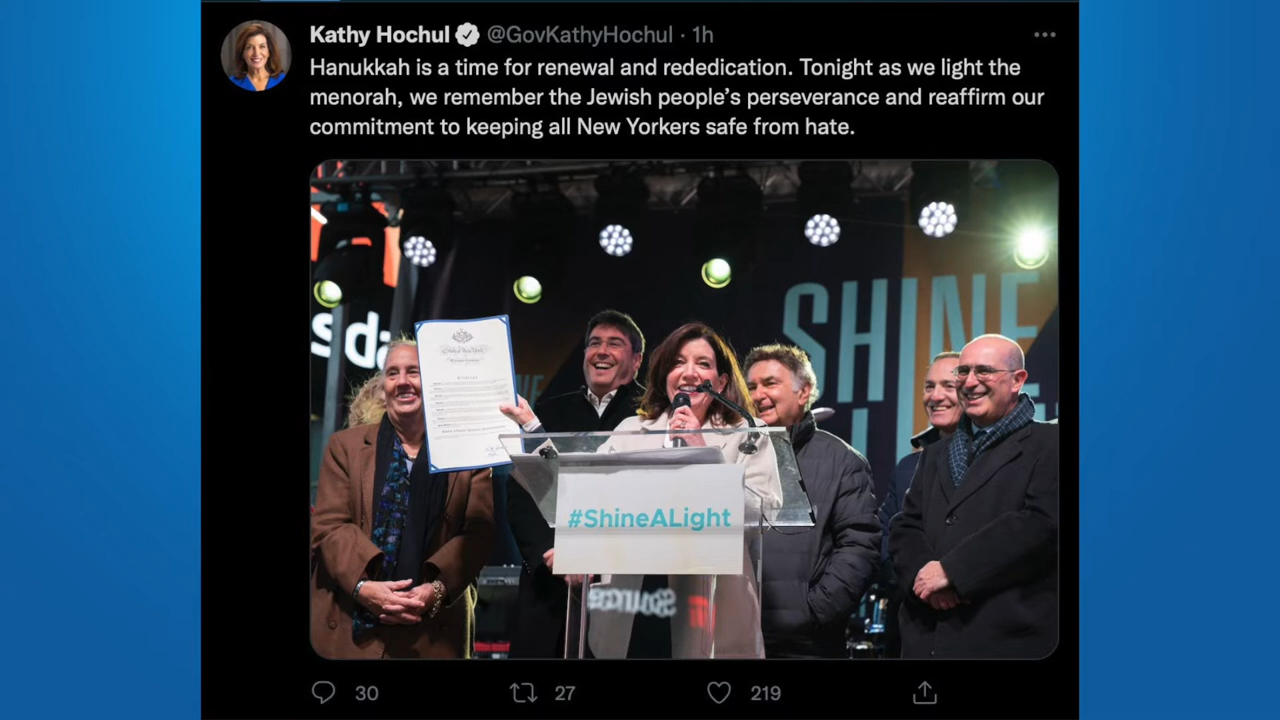 Kathy Hochul @GovKathyHochul · 1h
Hanukkah is a time for renewal and rededication. Tonight as we light the
menorah, we remember the Jewish people's perseverance and reaffirm our
commitment to keeping all New Yorkers safe from hate.
SHINE
sda
#ShineALight
30 27 219